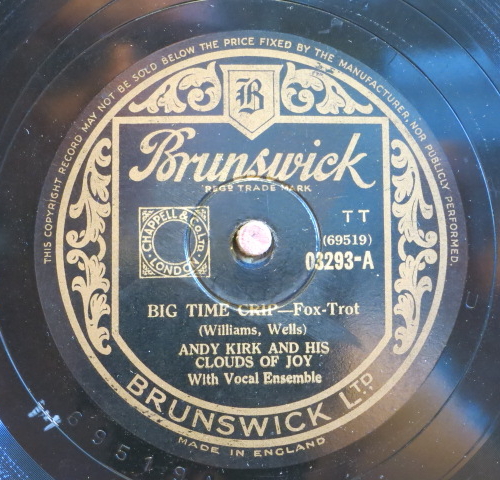 THIS COPYRIGHT RECORD MAY NOT BE SOLD BELOW THE PRICE FIXED BY THE MANUFACTURER, NOR PUBLICLY PERFORMED.
B
Brunswick
REGD TRADE MARK
CHAPPELL & CO LTD
LONDON
TT
(69519)
03293-A
BIG TIME CRIP—Fox-Trot
(Williams, Wells)
ANDY KIRK AND HIS
CLOUDS OF JOY
With Vocal Ensemble
BRUNSWICK LTD
MADE IN ENGLAND
69519